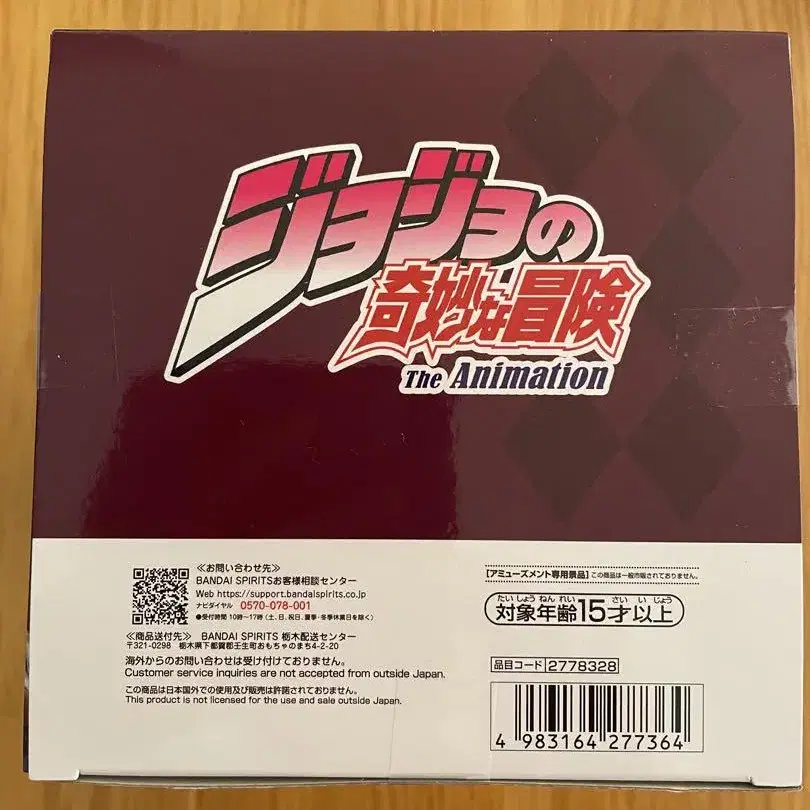 ジョジョの
奇妙な冒険
The Animation
≪お問い合わせ先≫
BANDAI SPIRITSお客様相談センター
Web https://support.bandaispirits.co.jp
ナビダイヤル 0570-078-001
●受付時間 10時〜17時(土、日、祝日、夏季・冬季休業日を除く)
≪商品送付先≫ BANDAI SPIRITS 栃木配送センター
〒321-0298 栃木県下都賀郡壬生町おもちゃのまち4-2-20
海外からのお問い合わせは受け付けておりません。
Customer service inquiries are not accepted from outside Japan.
この商品は日本国外での使用及び販売は許諾されておりません。
This product is not licensed for the use and sale outside Japan.
[アミューズメント専用景品] この商品は一般市販されておりません。
たいしょう ねん れい さい い じょう
対象年齢15才以上
品目コード 2778328
4 983164 277364